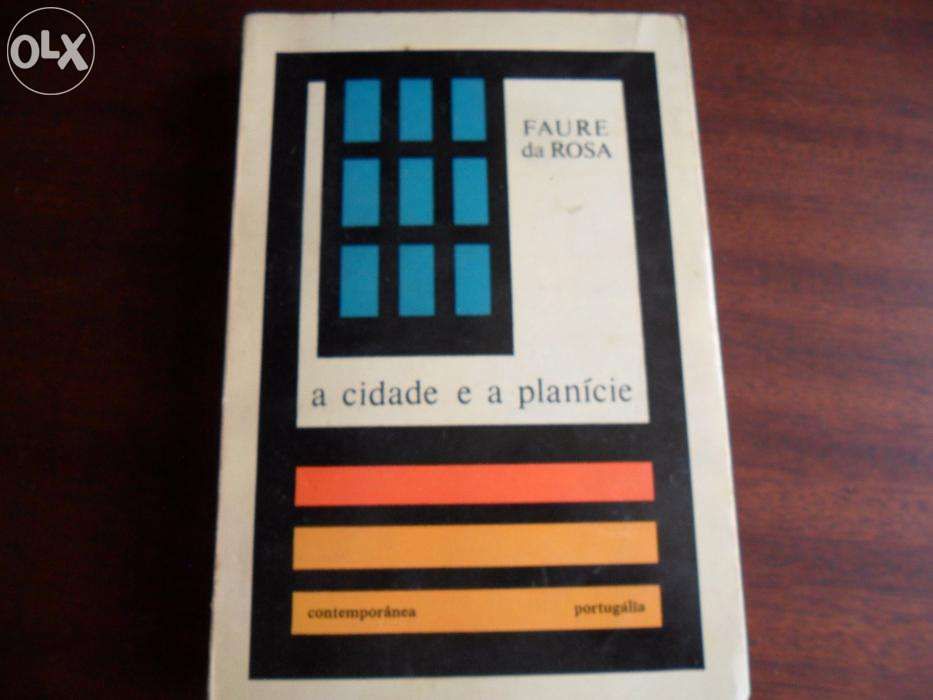 OLX
FAURE
da ROSA
a cidade e a planície
contemporânea portugália